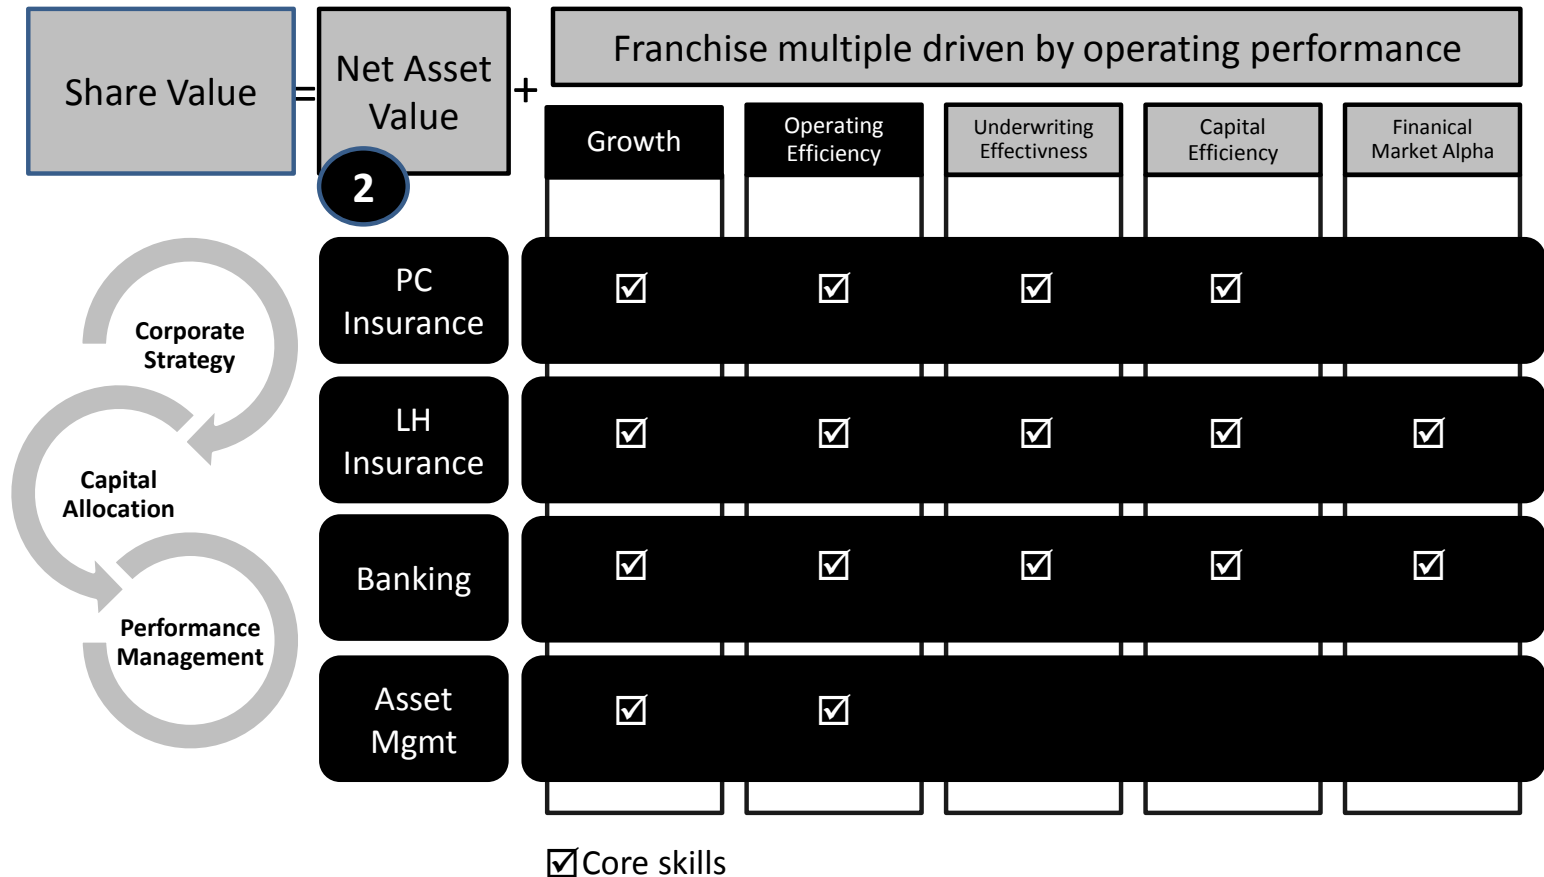 Share Value
=
Net Asset
Value
+
Franchise multiple driven by operating performance
2
Growth
Operating
Efficiency
Underwriting
Effectivness
Capital
Efficiency
Finanical
Market Alpha
Corporate
Strategy
Capital
Allocation
Performance
Management
PC
Insurance
☑ ☑ ☑ ☑
LH
Insurance
☑ ☑ ☑ ☑ ☑
Banking
☑ ☑ ☑ ☑ ☑
Asset
Mgmt
☑ ☑
☑ Core skills